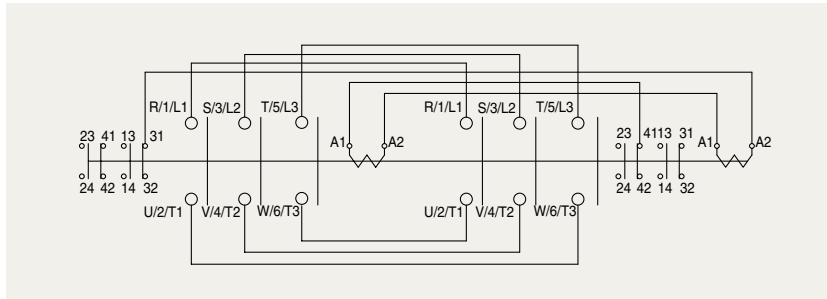 R/1/L1 S/3/L2 T/5/L3 R/1/L1 S/3/L2 T/5/L3
23 41 13 31 A1 A2 23 4113 31 A1 A2
24 42 14 32 24 42 14 32
U/2/T1 V/4/T2 W/6/T3 U/2/T1 V/4/T2 W/6/T3